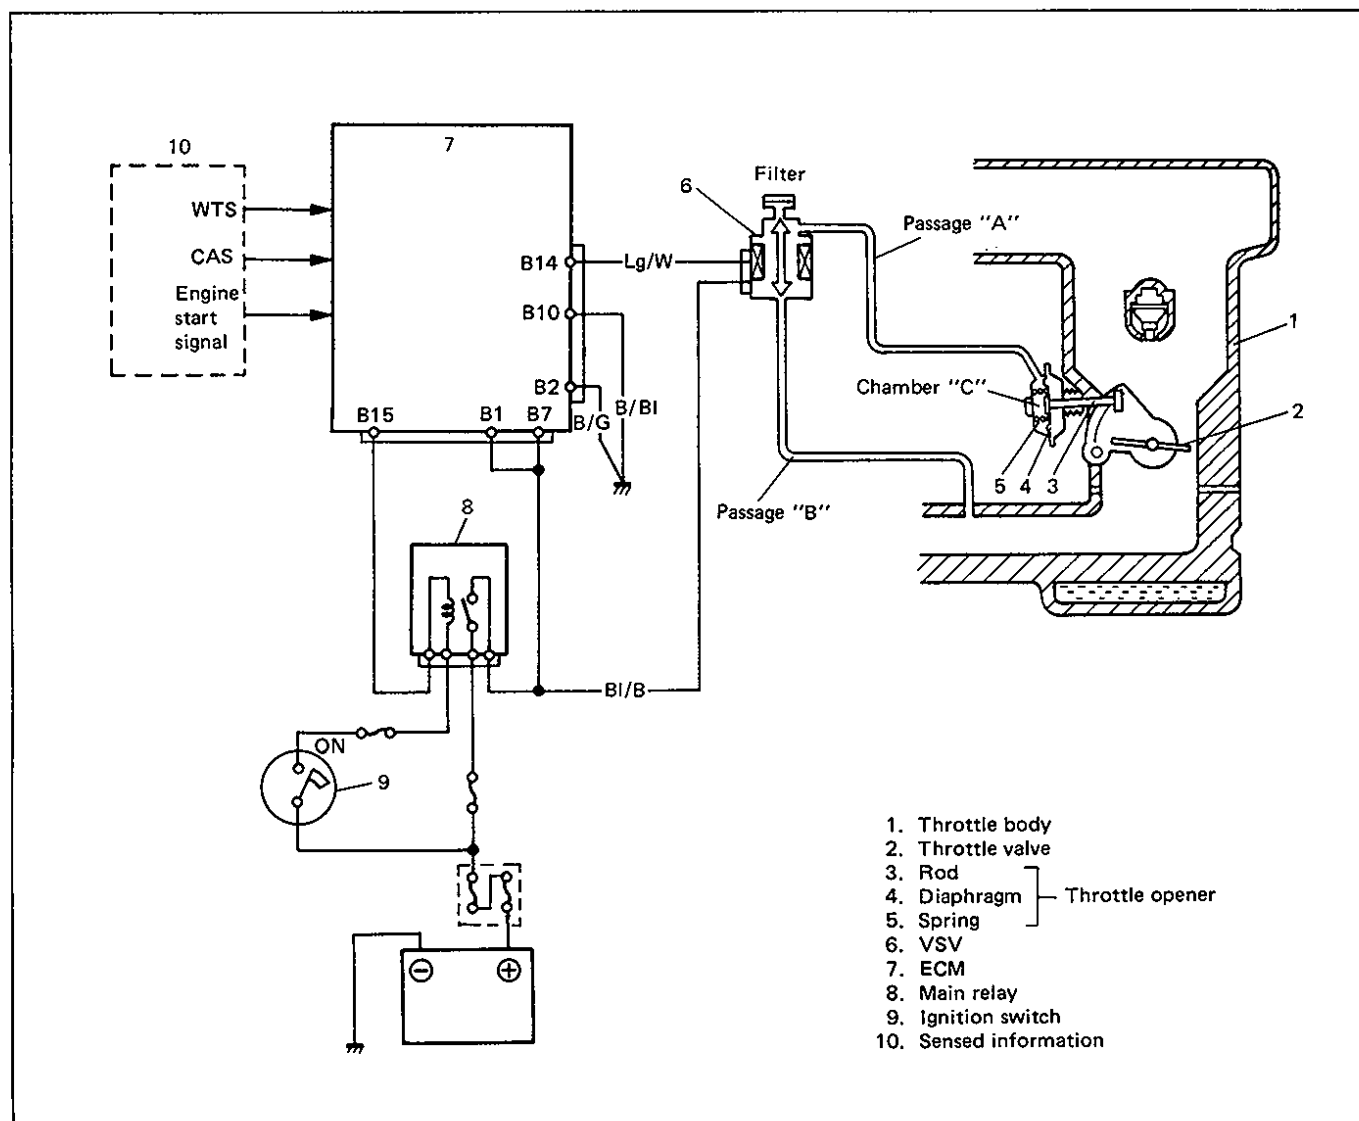 10
7
WTS
CAS
Engine
start
signal
B14
B10
B2
B15
B1
B7
B/G
B/Bl
Lg/W
6
Filter
Passage "A"
Chamber "C"
1
2
5
4
3
Passage "B"
8
Bl/B
ON
9
−
+
1. Throttle body
2. Throttle valve
3. Rod
4. Diaphragm
5. Spring
Throttle opener
6. VSV
7. ECM
8. Main relay
9. Ignition switch
10. Sensed information